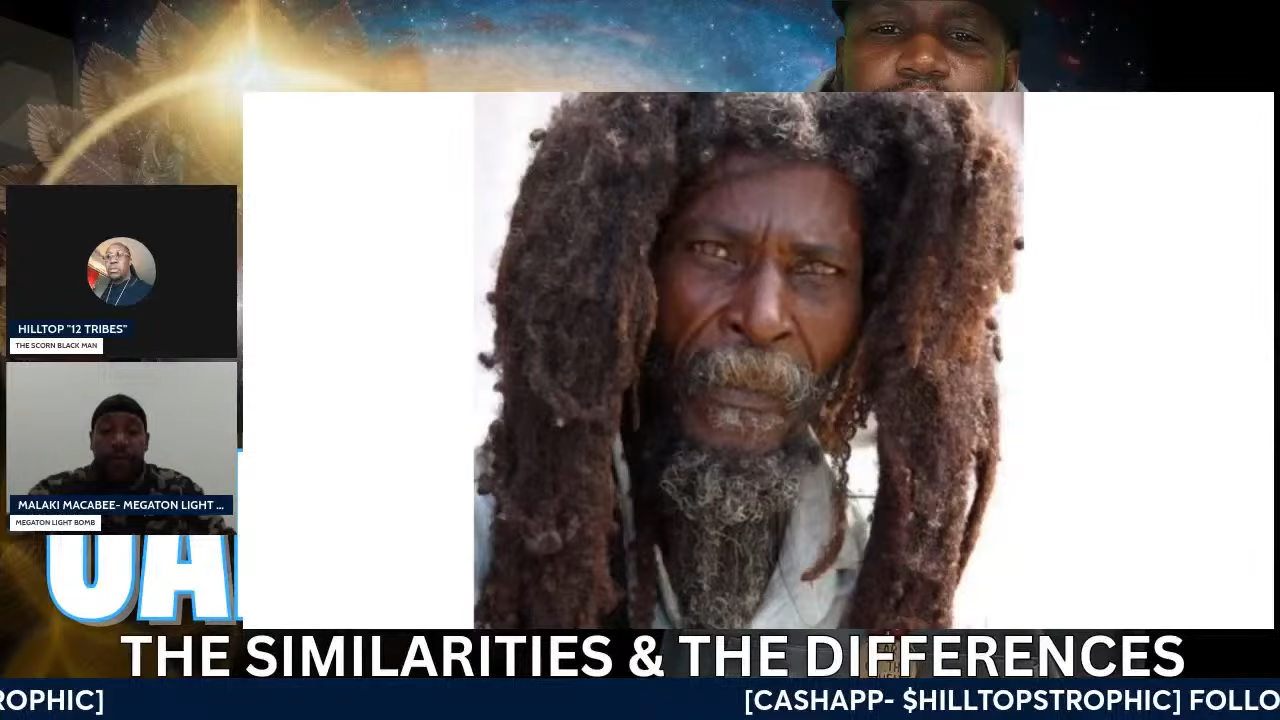 HILLTOP "12 TRIBES"
THE SCORN BLACK MAN
MALAKI MACABEE- MEGATON LIGHT ...
MEGATON LIGHT BOMB
THE SIMILARITIES & THE DIFFERENCES
ROPHIC]
[CASHAPP- $HILLTOPSTROPHIC] FOLLO